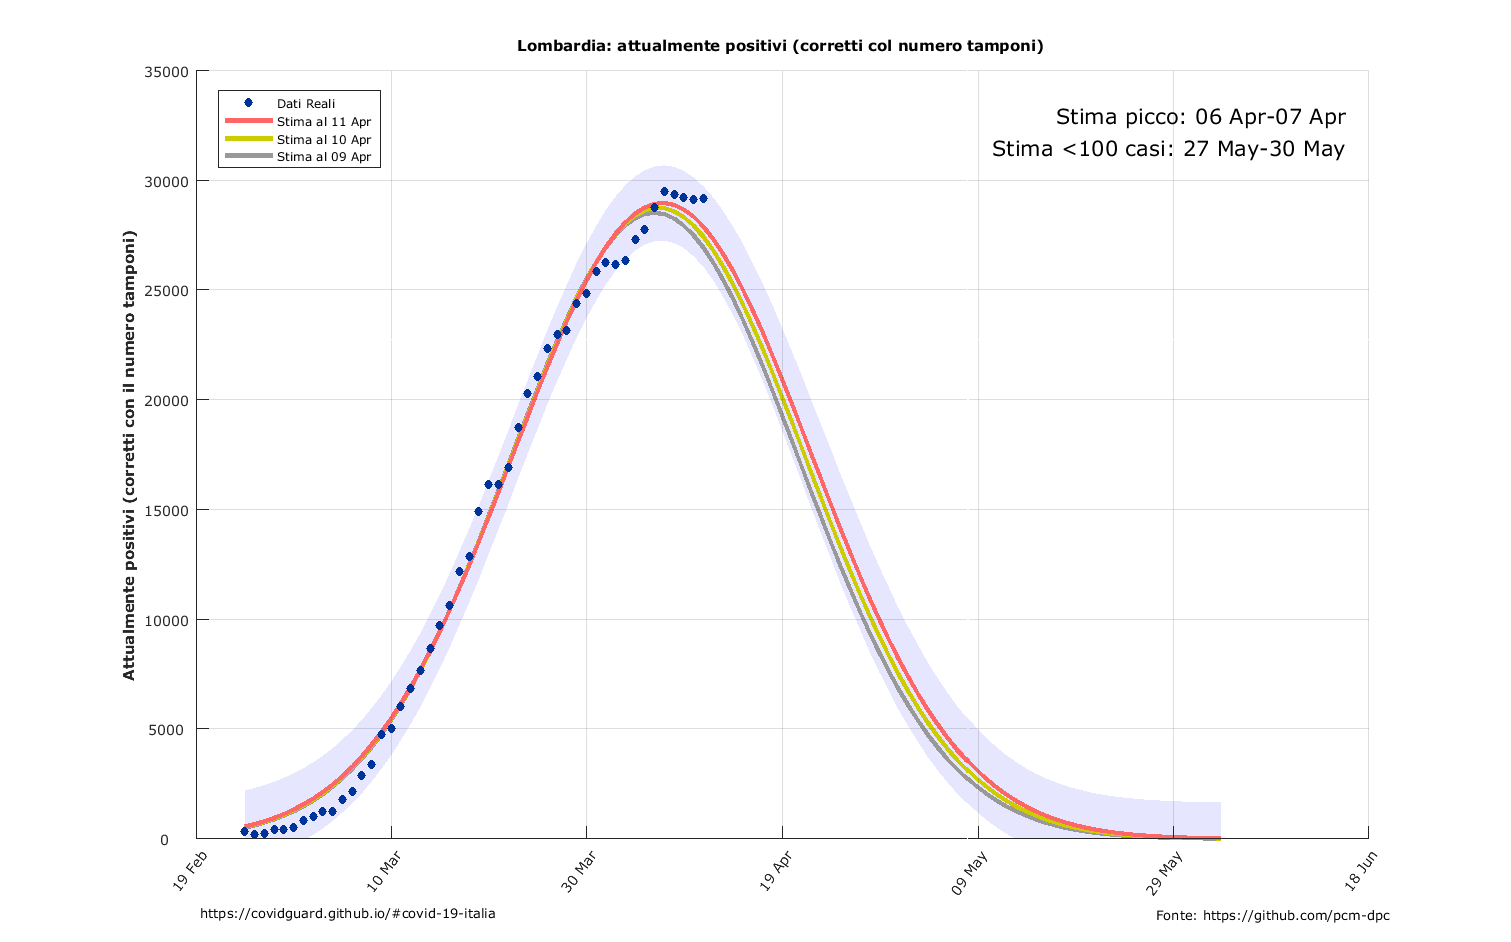 Lombardia: attualmente positivi (corretti col numero tamponi)
35000
30000
25000
20000
15000
10000
5000
0
Attualmente positivi (corretti con il numero tamponi)
Dati Reali
Stima al 11 Apr
Stima al 10 Apr
Stima al 09 Apr
Stima picco: 06 Apr-07 Apr
Stima <100 casi: 27 May-30 May
19 Feb
10 Mar
30 Mar
19 Apr
09 May
29 May
18 Jun
https://covidguard.github.io/#covid-19-italia
Fonte: https://github.com/pcm-dpc